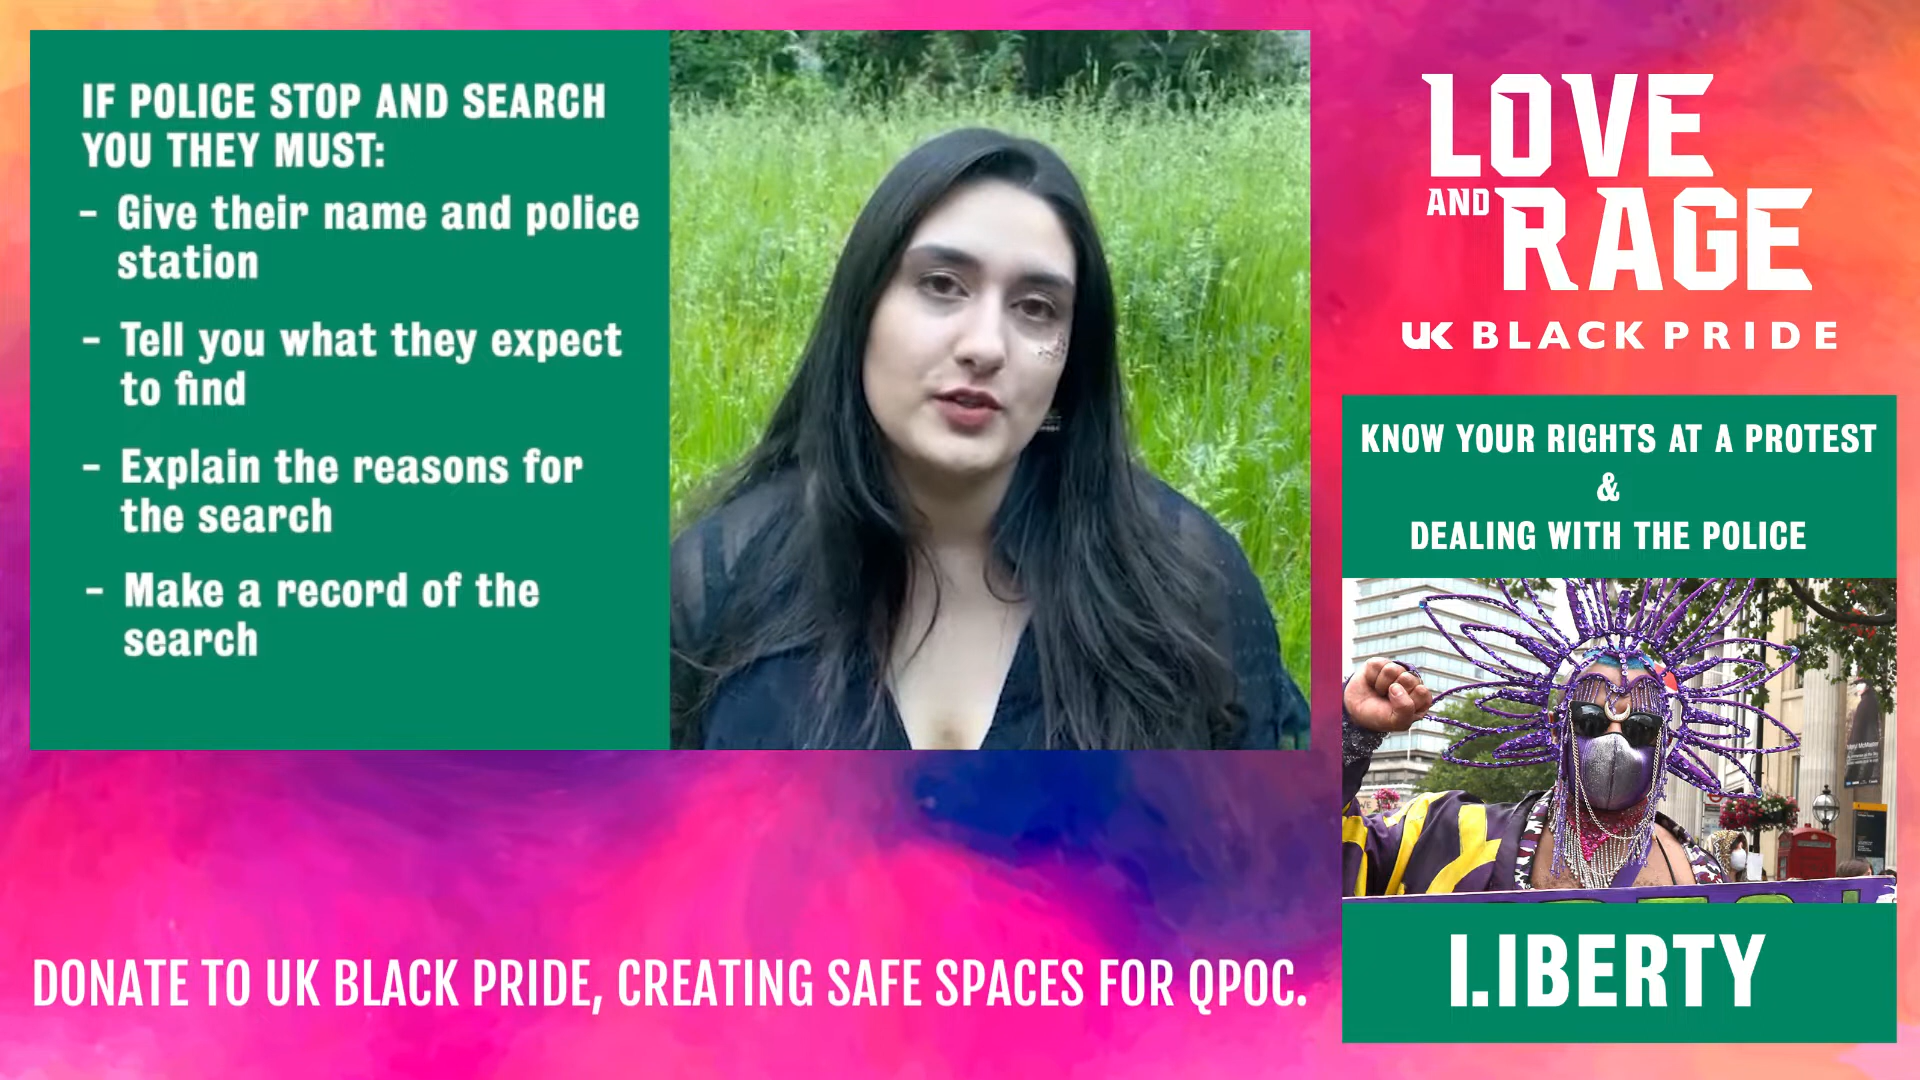 IF POLICE STOP AND SEARCH
YOU THEY MUST:
- Give their name and police
station
- Tell you what they expect
to find
- Explain the reasons for
the search
- Make a record of the
search
LOVE
AND RAGE
UK BLACK PRIDE
KNOW YOUR RIGHTS AT A PROTEST
&
DEALING WITH THE POLICE
LIBERTY
DONATE TO UK BLACK PRIDE, CREATING SAFE SPACES FOR QPOC.